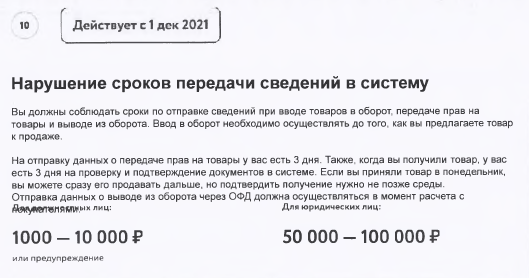 10
Действует с 1 дек 2021
Нарушение сроков передачи сведений в систему
Вы должны соблюдать сроки по отправке сведений при вводе товаров в оборот, передаче прав на
товары и выводе из оборота. Ввод в оборот необходимо осуществлять до того, как вы предлагаете товар
к продаже.
На отправку данных о передаче прав на товары у вас есть 3 дня. Также, когда вы получили товар, у вас
есть 3 дня на проверку и подтверждение документов в системе. Если вы приняли товар в понедельник,
вы можете сразу его продавать дальше, но подтвердить получение нужно не позже среды.
Отправка данных о выводе из оборота через ОФД должна осуществляться в момент расчета с
покупателями.
Для должностных лиц:
1000 — 10 000 ₽
или предупреждение
Для юридических лиц:
50 000 — 100 000 ₽